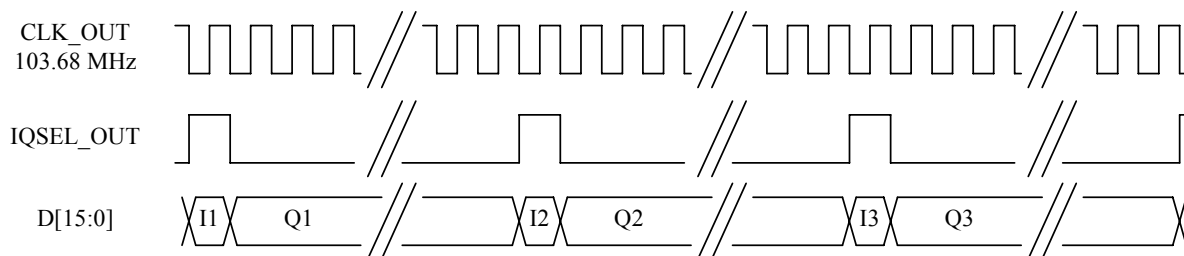 CLK_OUT
103.68 MHz
IQSEL_OUT
D[15:0]
I1
Q1
I2
Q2
I3
Q3